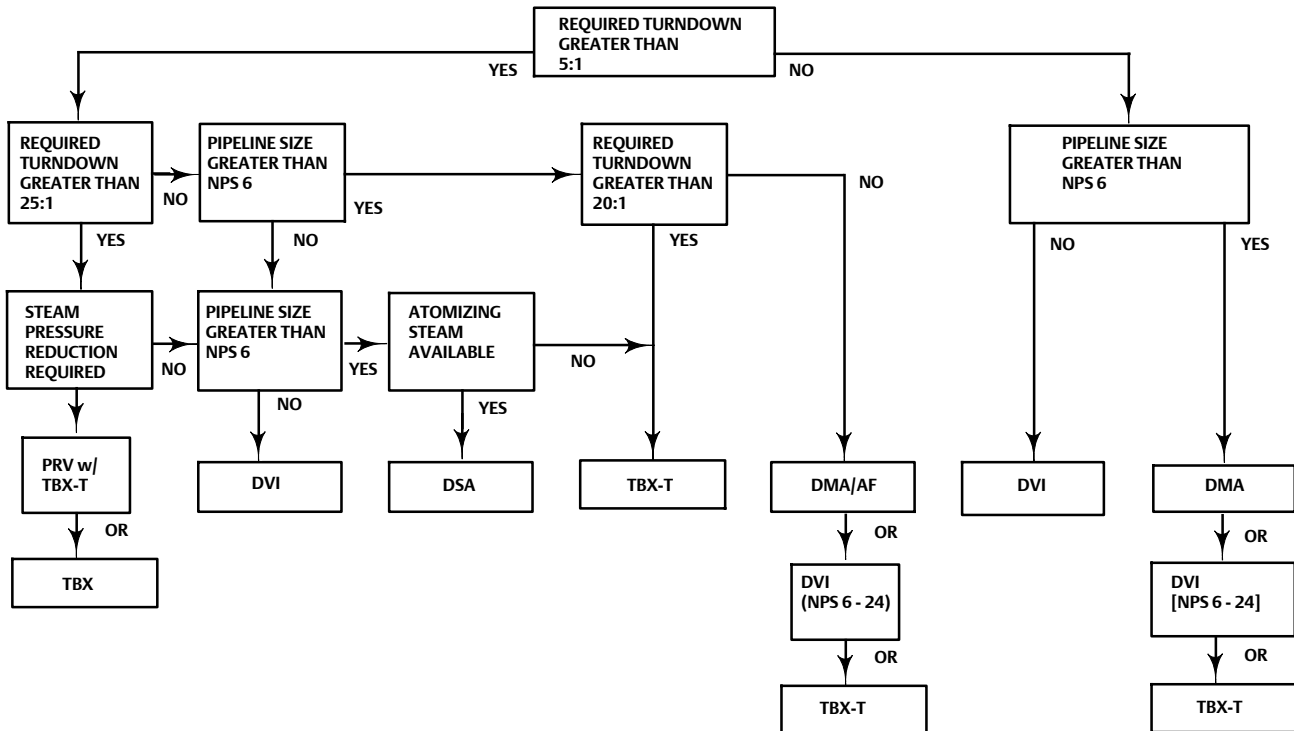 REQUIRED TURNDOWN
GREATER THAN
5:1
YES
NO
REQUIRED
TURNDOWN
GREATER THAN
25:1
NO
PIPELINE SIZE
GREATER THAN
NPS 6
YES
REQUIRED
TURNDOWN
GREATER THAN
20:1
NO
PIPELINE SIZE
GREATER THAN
NPS 6
YES
NO
YES
NO
YES
STEAM
PRESSURE
REDUCTION
REQUIRED
NO
PIPELINE SIZE
GREATER THAN
NPS 6
YES
ATOMIZING
STEAM
AVAILABLE
NO
NO
YES
PRV w/
TBX-T
DVI
DSA
TBX-T
DMA/AF
DVI
DMA
OR
OR
OR
TBX
DVI
(NPS 6 - 24)
DVI
[NPS 6 - 24]
OR
OR
TBX-T
TBX-T